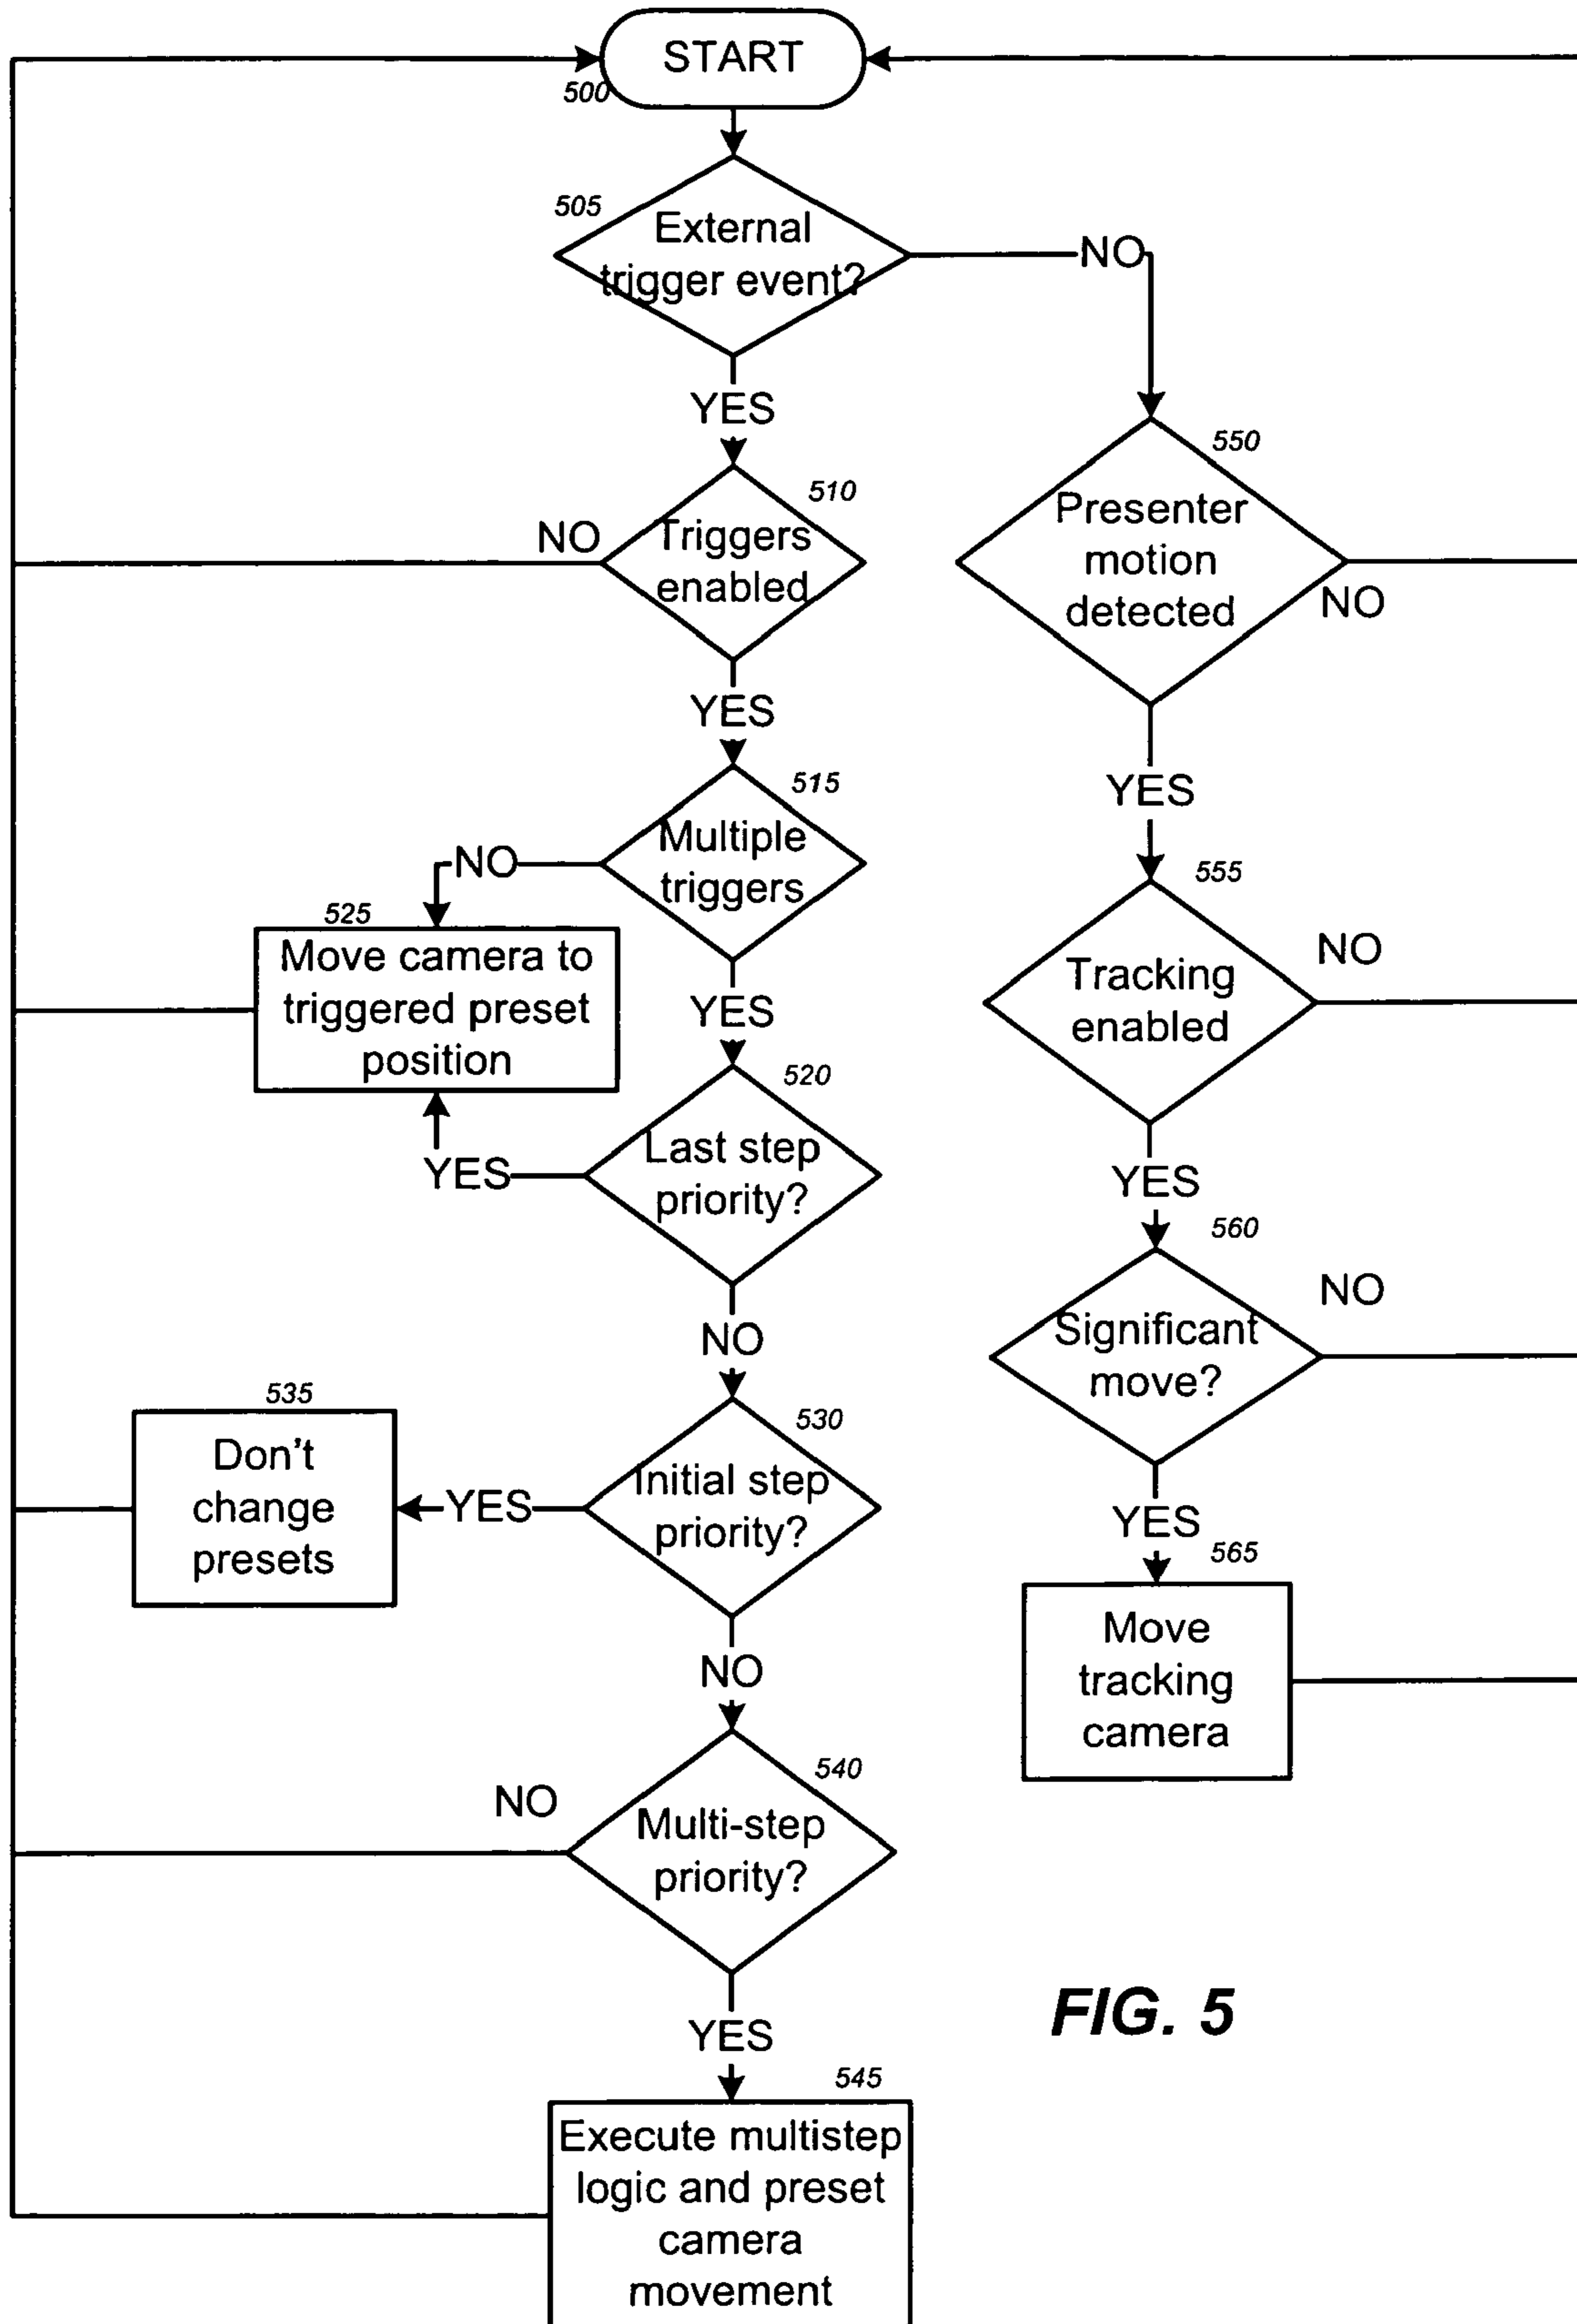 START
500
505
External
trigger event?
NO
YES
510
Triggers
enabled
NO
YES
515
Multiple
triggers
NO
525
Move camera to
triggered preset
position
YES
520
Last step
priority?
YES
NO
530
Initial step
priority?
YES
535
Don't
change
presets
NO
540
Multi-step
priority?
NO
YES
545
Execute multistep
logic and preset
camera
movement
550
Presenter
motion
detected
NO
YES
555
Tracking
enabled
NO
YES
560
Significant
move?
NO
YES
565
Move
tracking
camera
FIG. 5